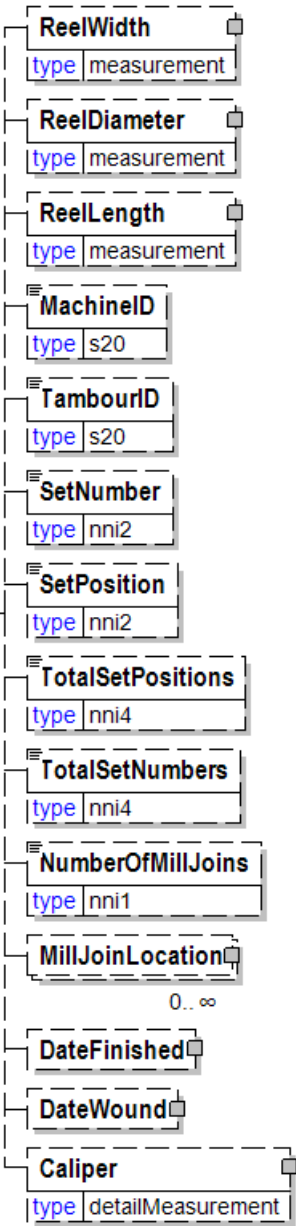 ReelWidth
type measurement
ReelDiameter
type measurement
ReelLength
type measurement
MachineID
type s20
TambourID
type s20
SetNumber
type nni2
SetPosition
type nni2
TotalSetPositions
type nni4
TotalSetNumbers
type nni4
NumberOfMillJoins
type nni1
MillJoinLocation
0.. ∞
DateFinished
DateWound
Caliper
type detailMeasurement